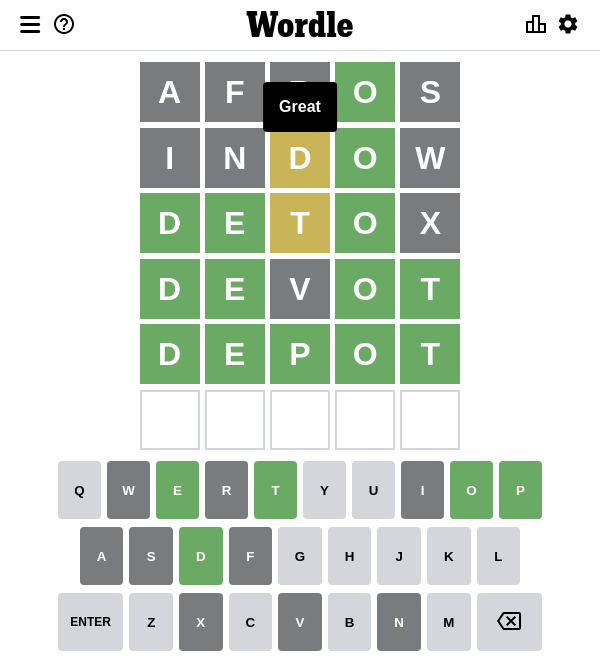 Wordle
A F O S
Great
I N D O W
D E T O X
D E V O T
D E P O T
Q W E R T Y U I O P
A S D F G H J K L
ENTER Z X C V B N M